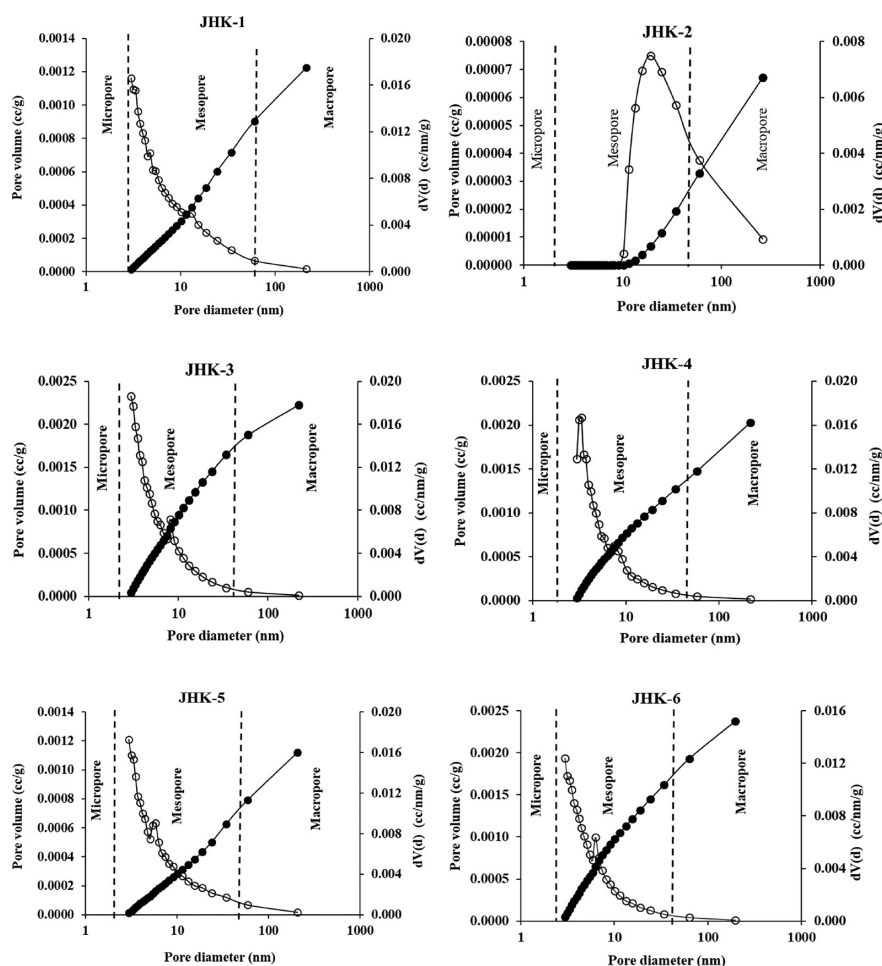 JHK-1
0.0014
0.0012
0.0010
0.0008
0.0006
0.0004
0.0002
0.0000
Pore volume (cc/g)
Micropore
Mesopore
Macropore
0.020
0.016
0.012
0.008
0.004
0.000
dV(d) (cc/nm/g)
1 10 100 1000
Pore diameter (nm)
JHK-2
0.00008
0.00007
0.00006
0.00005
0.00004
0.00003
0.00002
0.00001
0.00000
Pore volume (cc/g)
Micropore
Mesopore
Macropore
0.008
0.006
0.004
0.002
0.000
dV(d) (cc/nm/g)
1 10 100 1000
Pore diameter (nm)
JHK-3
0.0025
0.0020
0.0015
0.0010
0.0005
0.0000
Pore volume (cc/g)
Micropore
Mesopore
Macropore
0.020
0.016
0.012
0.008
0.004
0.000
dV(d) (cc/nm/g)
1 10 100 1000
Pore diameter (nm)
JHK-4
0.0025
0.0020
0.0015
0.0010
0.0005
0.0000
Pore volume (cc/g)
Micropore
Mesopore
Macropore
0.020
0.016
0.012
0.008
0.004
0.000
dV(d) (cc/nm/g)
1 10 100 1000
Pore diameter (nm)
JHK-5
0.0014
0.0012
0.0010
0.0008
0.0006
0.0004
0.0002
0.0000
Pore volume (cc/g)
Micropore
Mesopore
Macropore
0.020
0.016
0.012
0.008
0.004
0.000
dV(d) (cc/nm/g)
1 10 100 1000
Pore diameter (nm)
JHK-6
0.0025
0.0020
0.0015
0.0010
0.0005
0.0000
Pore volume (cc/g)
Micropore
Mesopore
Macropore
0.016
0.012
0.008
0.004
0.000
dV(d) (cc/nm/g)
1 10 100 1000
Pore diameter (nm)